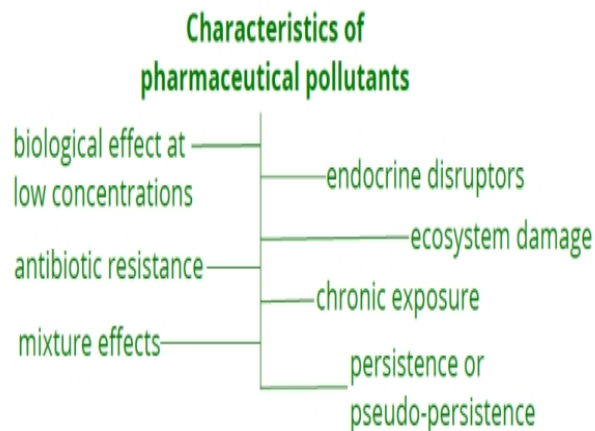 Characteristics of
pharmaceutical pollutants
biological effect at
low concentrations
endocrine disruptors
ecosystem damage
antibiotic resistance
chronic exposure
mixture effects
persistence or
pseudo-persistence